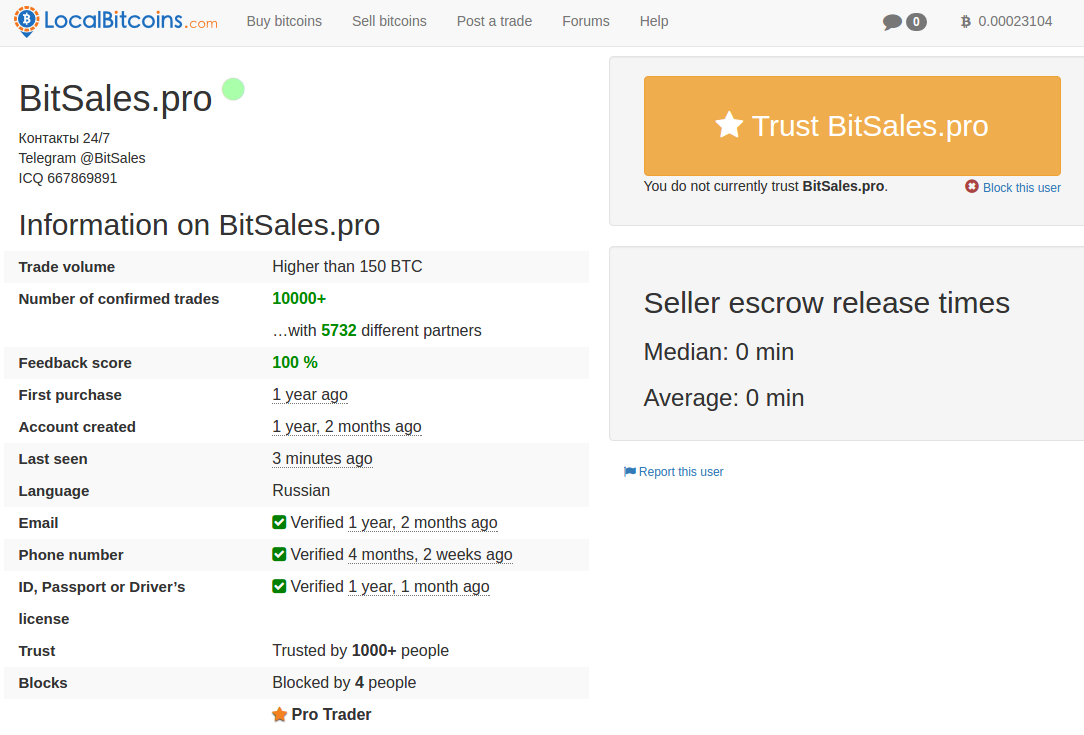 LocalBitcoins.com Buy bitcoins Sell bitcoins Post a trade Forums Help 0 0.00023104
BitSales.pro
Контакты 24/7
Telegram @BitSales
ICQ 667869891
Information on BitSales.pro
Trade volume Higher than 150 BTC
Number of confirmed trades 10000+
...with 5732 different partners
Feedback score 100 %
First purchase 1 year ago
Account created 1 year, 2 months ago
Last seen 3 minutes ago
Language Russian
Email Verified 1 year, 2 months ago
Phone number Verified 4 months, 2 weeks ago
ID, Passport or Driver’s Verified 1 year, 1 month ago
license
Trust Trusted by 1000+ people
Blocks Blocked by 4 people
Pro Trader
Trust BitSales.pro
You do not currently trust BitSales.pro. Block this user
Seller escrow release times
Median: 0 min
Average: 0 min
Report this user